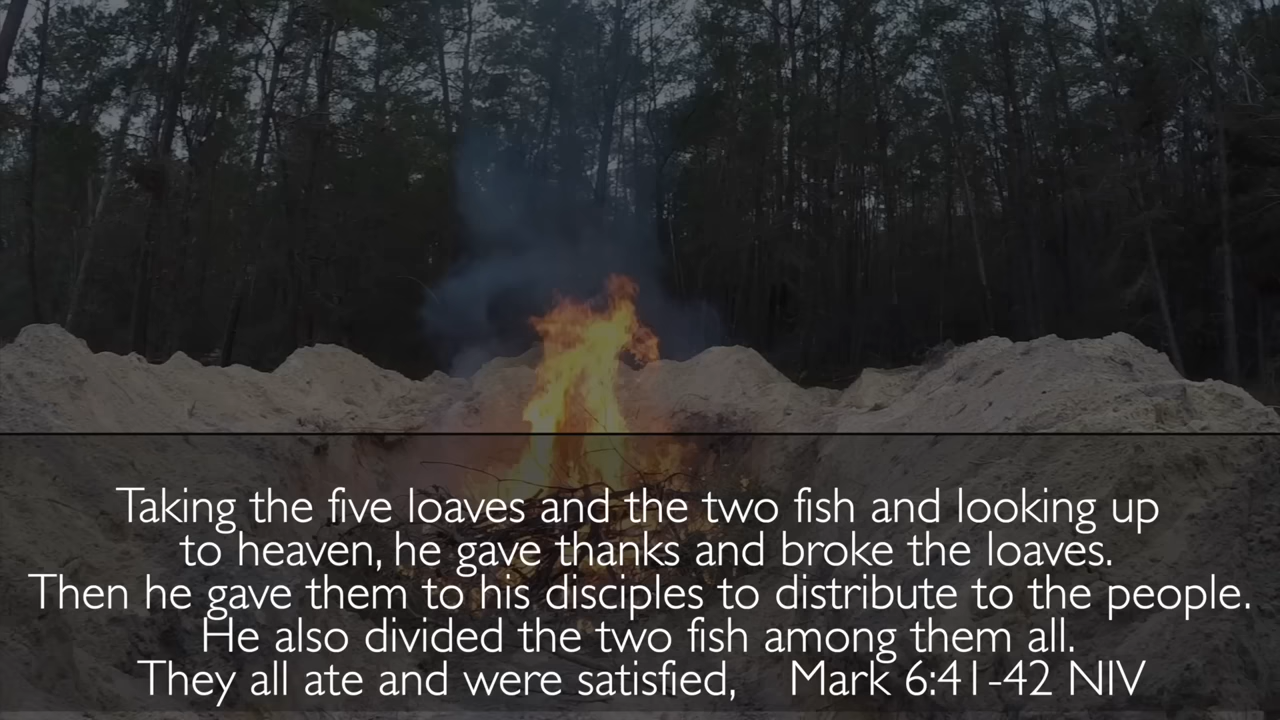 Taking the five loaves and the two fish and looking up
to heaven, he gave thanks and broke the loaves.
Then he gave them to his disciples to distribute to the people.
He also divided the two fish among them all.
They all ate and were satisfied, Mark 6:41-42 NIV